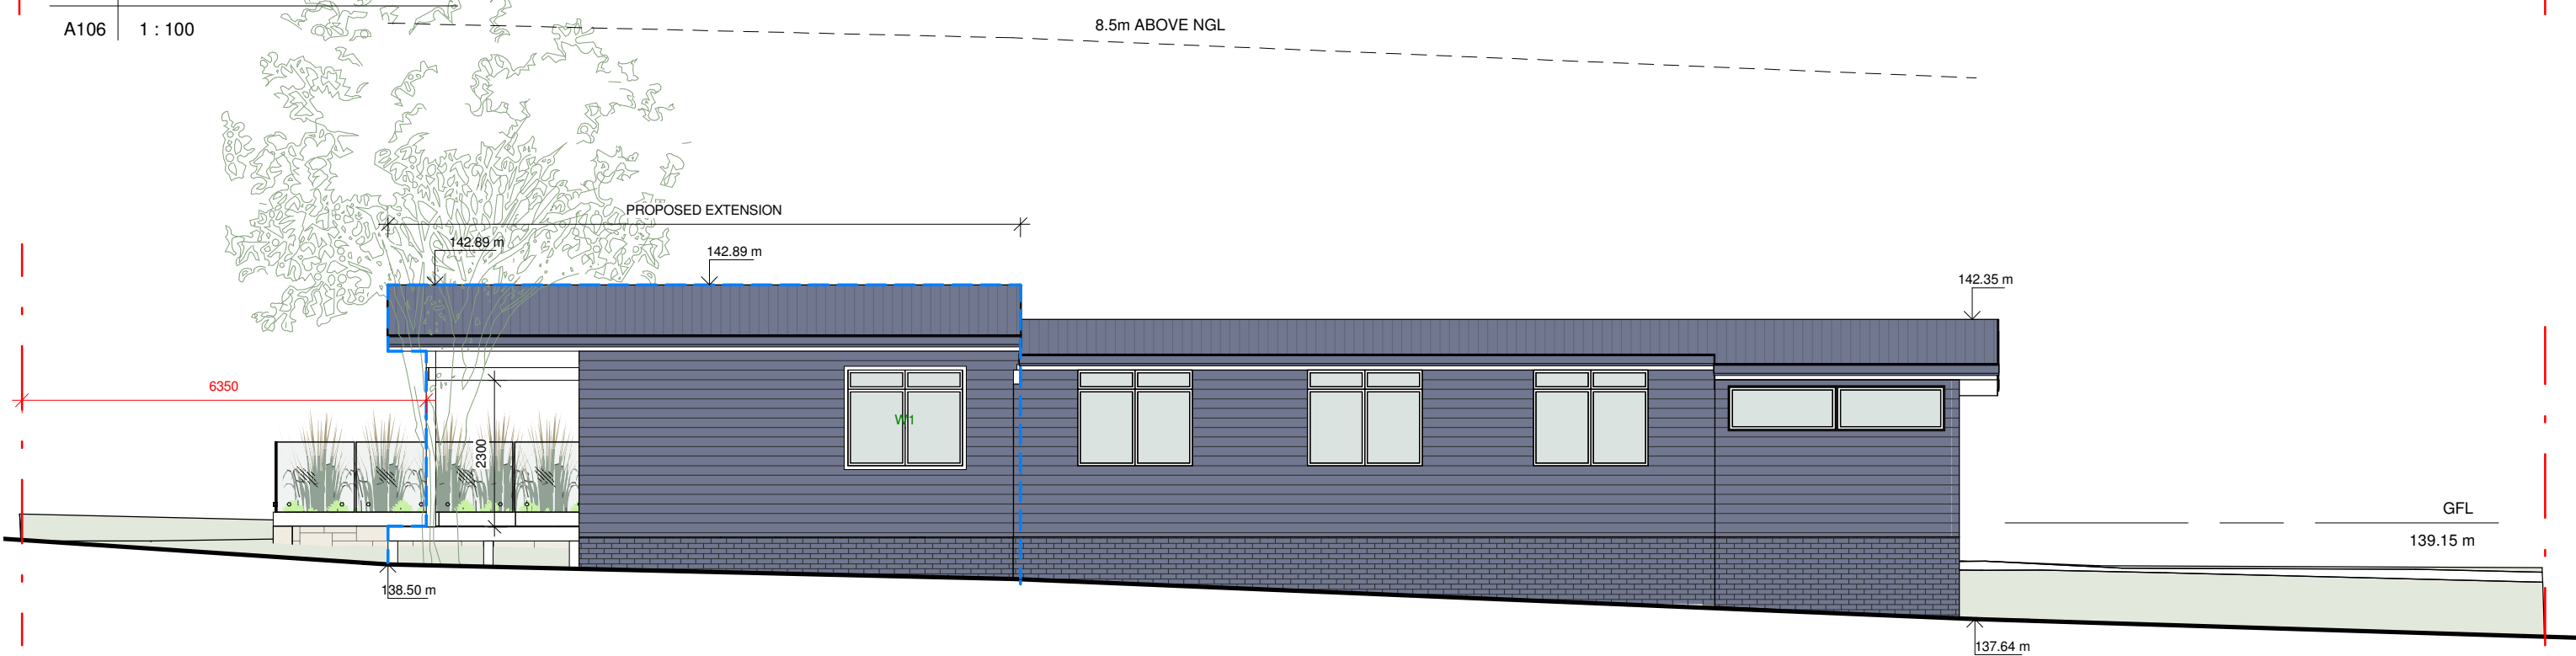 8.5m ABOVE NGL
A106 1 : 100
PROPOSED EXTENSION
142.89 m
142.89 m
142.35 m
6350
W1
2300
GFL
139.15 m
138.50 m
137.64 m